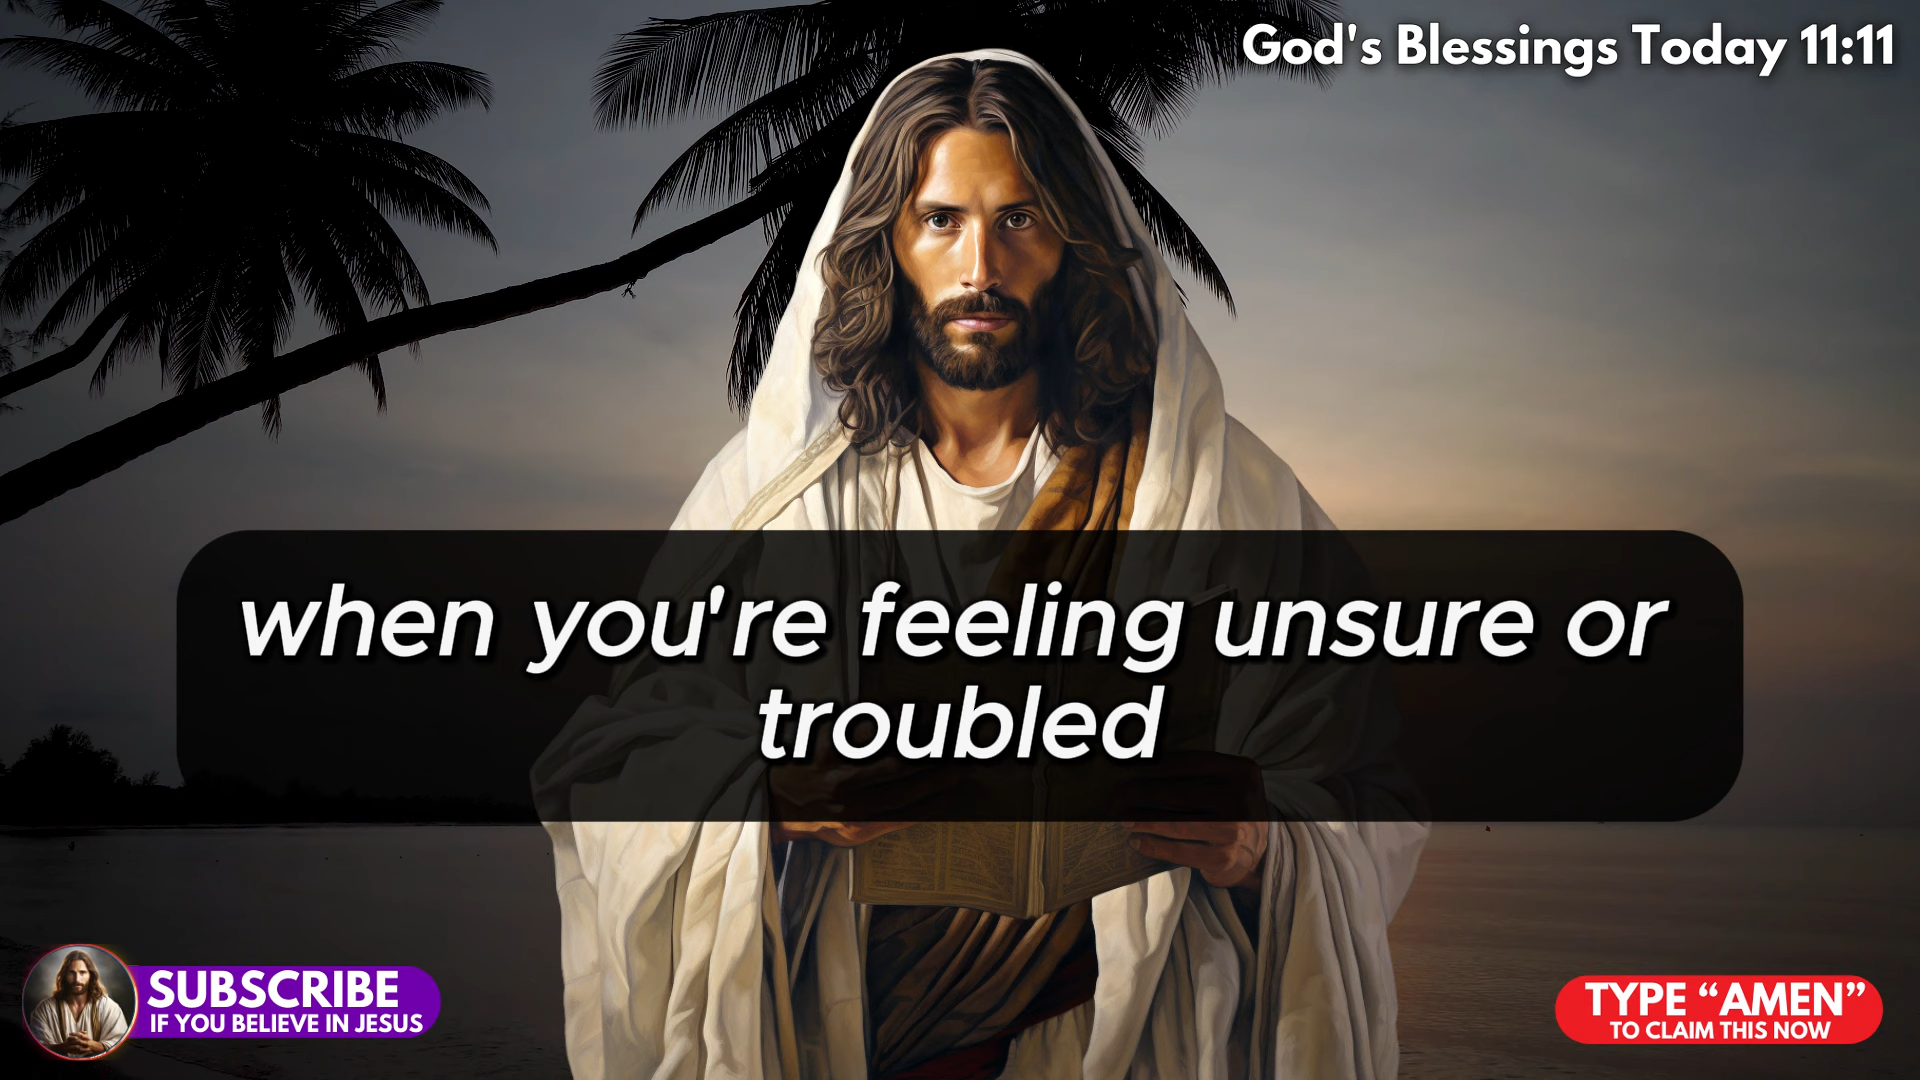 God's Blessings Today 11:11
when you're feeling unsure or
troubled
SUBSCRIBE
IF YOU BELIEVE IN JESUS
TYPE “AMEN”
TO CLAIM THIS NOW